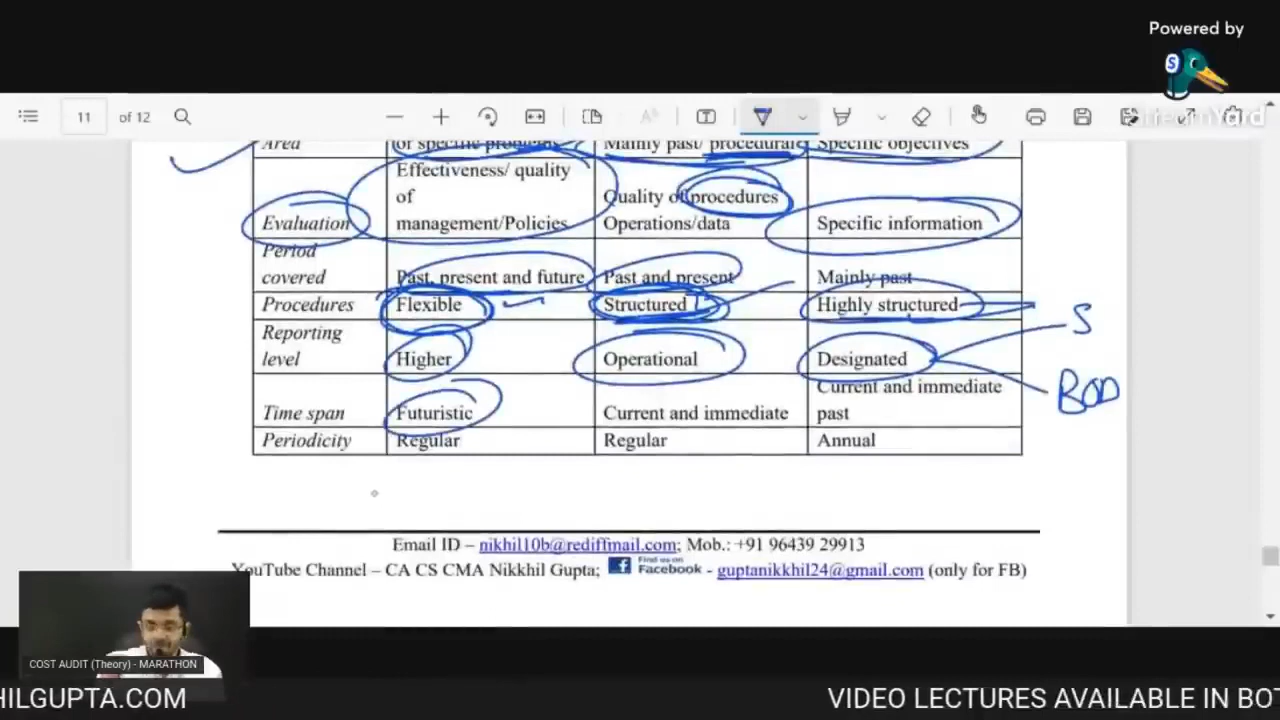 Powered by
S
StreamYard
11 of 12
Area of specific problems Mainly past/ procedural Specific objectives
Effectiveness/ quality
of Quality of procedures
Evaluation management/Policies Operations/data Specific information
Period
covered Past, present and future Past and present Mainly past
Procedures Flexible Structured Highly structured
S
Reporting
level Higher Operational Designated
BOD
Current and immediate
Time span Futuristic Current and immediate past
Periodicity Regular Regular Annual
Email ID – nikhil10b@rediffmail.com; Mob.: +91 96439 29913
YouTube Channel – CA CS CMA Nikkhil Gupta; Find us on Facebook - guptanikkhil24@gmail.com (only for FB)
COST AUDIT (Theory) - MARATHON
HILGUPTA.COM VIDEO LECTURES AVAILABLE IN BOT